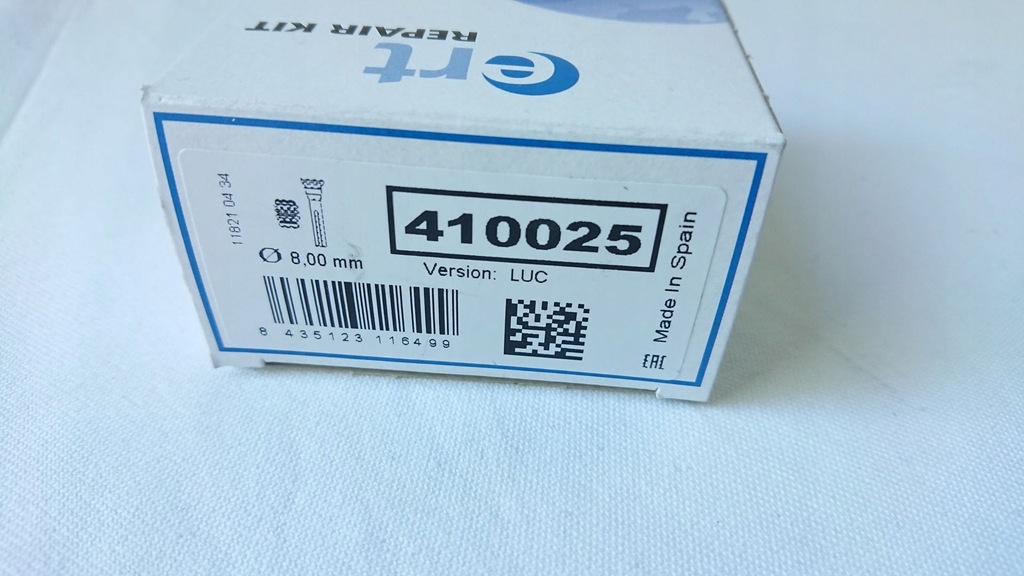 ert
REPAIR KIT
11821 04 34
Ø 8,00 mm
410025
Version: LUC
Made In Spain
8 435123 116499
EAC